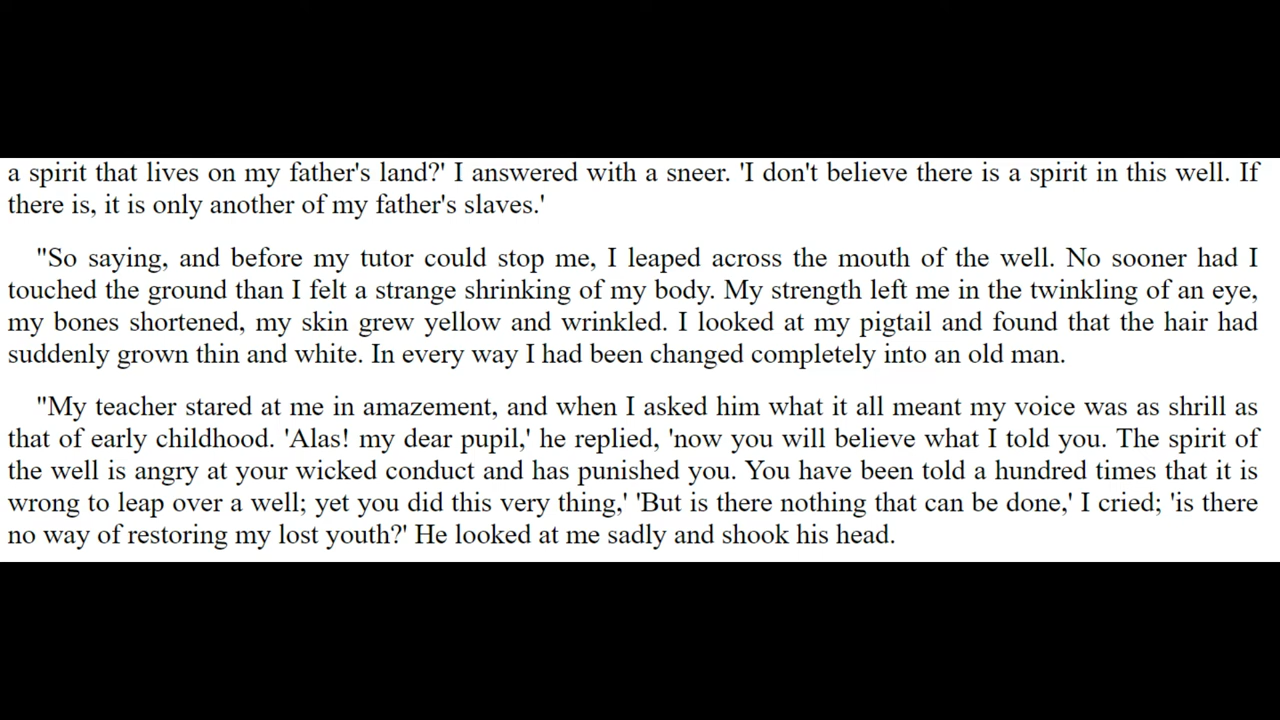 a spirit that lives on my father's land?' I answered with a sneer. 'I don't believe there is a spirit in this well. If
there is, it is only another of my father's slaves.'
"So saying, and before my tutor could stop me, I leaped across the mouth of the well. No sooner had I
touched the ground than I felt a strange shrinking of my body. My strength left me in the twinkling of an eye,
my bones shortened, my skin grew yellow and wrinkled. I looked at my pigtail and found that the hair had
suddenly grown thin and white. In every way I had been changed completely into an old man.
"My teacher stared at me in amazement, and when I asked him what it all meant my voice was as shrill as
that of early childhood. 'Alas! my dear pupil,' he replied, 'now you will believe what I told you. The spirit of
the well is angry at your wicked conduct and has punished you. You have been told a hundred times that it is
wrong to leap over a well; yet you did this very thing,' 'But is there nothing that can be done,' I cried; 'is there
no way of restoring my lost youth?' He looked at me sadly and shook his head.